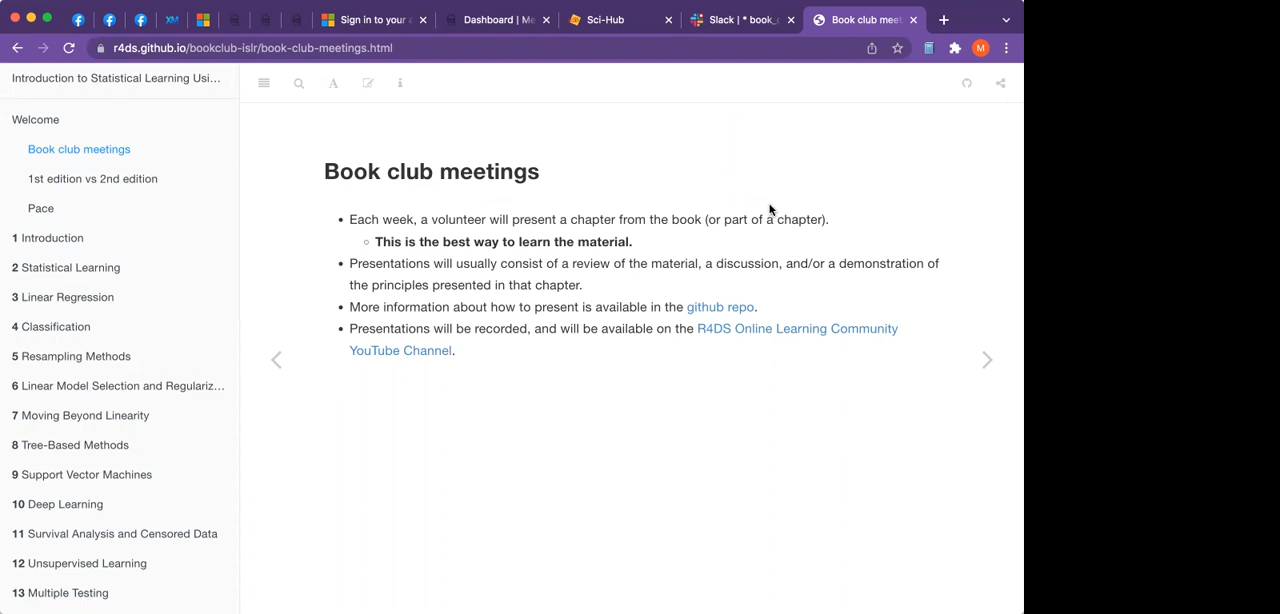 Sign in to your a
Dashboard | Me
Sci-Hub
Slack | * book_c
Book club meet
r4ds.github.io/bookclub-islr/book-club-meetings.html
M
Introduction to Statistical Learning Usi...
Welcome
Book club meetings
1st edition vs 2nd edition
Pace
1 Introduction
2 Statistical Learning
3 Linear Regression
4 Classification
5 Resampling Methods
6 Linear Model Selection and Regulariz...
7 Moving Beyond Linearity
8 Tree-Based Methods
9 Support Vector Machines
10 Deep Learning
11 Survival Analysis and Censored Data
12 Unsupervised Learning
13 Multiple Testing
Book club meetings
• Each week, a volunteer will present a chapter from the book (or part of a chapter).
◦ This is the best way to learn the material.
• Presentations will usually consist of a review of the material, a discussion, and/or a demonstration of
the principles presented in that chapter.
• More information about how to present is available in the github repo.
• Presentations will be recorded, and will be available on the R4DS Online Learning Community
YouTube Channel.